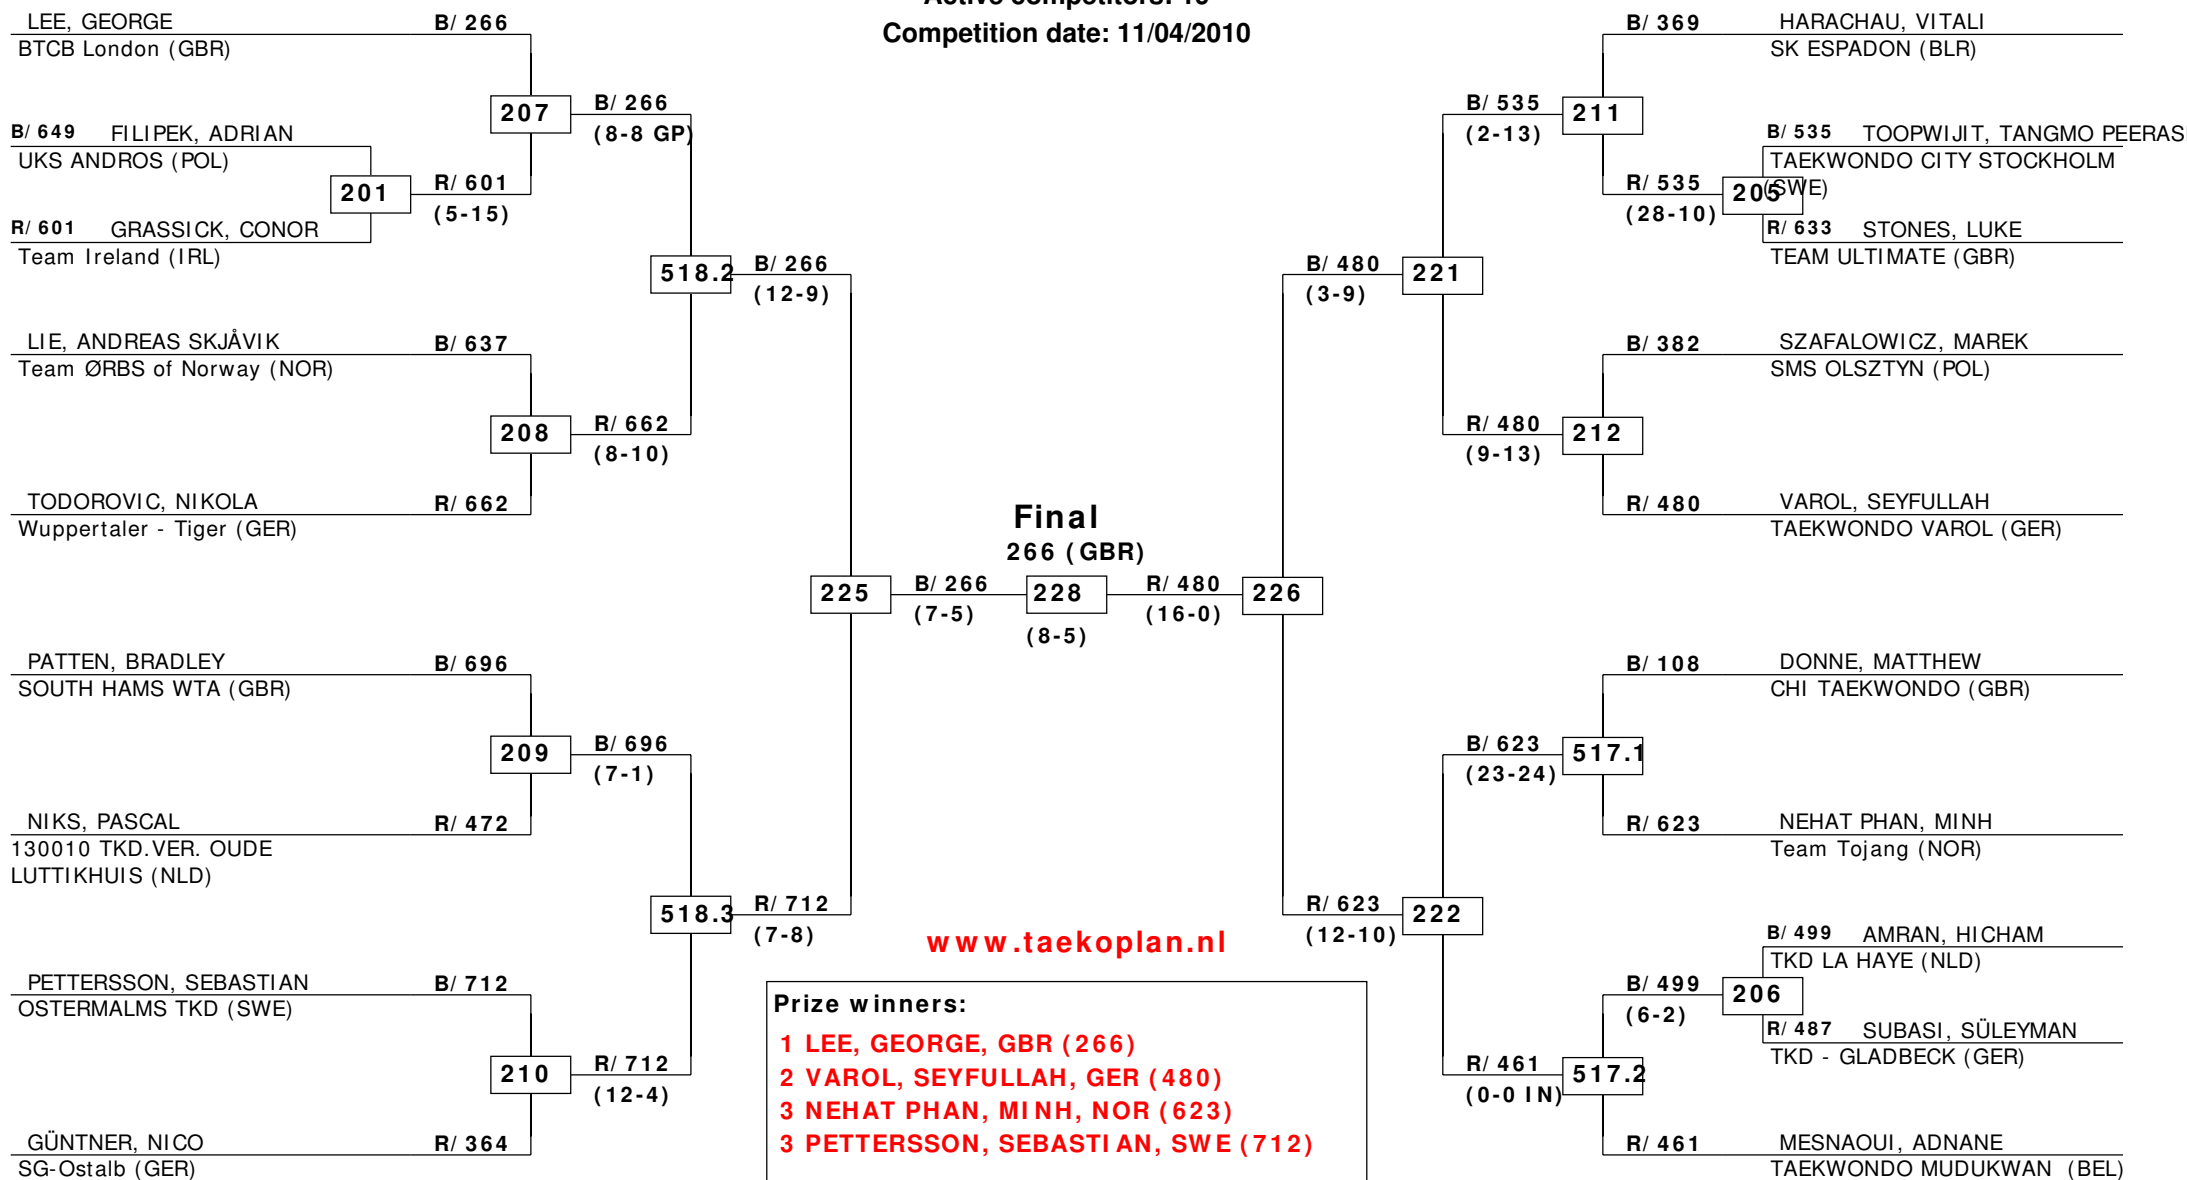 Competition date: 11/04/2010
LEE, GEORGE B/ 266
BTCB London (GBR)
207
B/ 266
(8-8 GP)
B/ 649 FILIPEK, ADRIAN
UKS ANDROS (POL)
201
R/ 601
(5-15)
R/ 601 GRASSICK, CONOR
Team Ireland (IRL)
518.2
B/ 266
(12-9)
LIE, ANDREAS SKJÅVIK B/ 637
Team ØRBS of Norway (NOR)
208
R/ 662
(8-10)
TODOROVIC, NIKOLA R/ 662
Wuppertaler - Tiger (GER)
225
B/ 266
(7-5)
PATTEN, BRADLEY B/ 696
SOUTH HAMS WTA (GBR)
209
B/ 696
(7-1)
NIKS, PASCAL R/ 472
130010 TKD.VER. OUDE
LUTTIKHUIS (NLD)
518.3
R/ 712
(7-8)
PETTERSSON, SEBASTIAN B/ 712
OSTERMALMS TKD (SWE)
210
R/ 712
(12-4)
GÜNTNER, NICO R/ 364
SG-Ostalb (GER)
Final
266 (GBR)
228
(8-5)
B/ 369 HARACHAU, VITALI
SK ESPADON (BLR)
B/ 535
(2-13)
211
B/ 535 TOOPWIJIT, TANGMO PEERAS
TAEKWONDO CITY STOCKHOLM
(SWE)
R/ 535
(28-10)
205
R/ 633 STONES, LUKE
TEAM ULTIMATE (GBR)
B/ 480
(3-9)
221
B/ 382 SZAFALOWICZ, MAREK
SMS OLSZTYN (POL)
R/ 480
(9-13)
212
R/ 480 VAROL, SEYFULLAH
TAEKWONDO VAROL (GER)
R/ 480
(16-0)
226
B/ 108 DONNE, MATTHEW
CHI TAEKWONDO (GBR)
B/ 623
(23-24)
517.1
R/ 623 NEHAT PHAN, MINH
Team Tojang (NOR)
R/ 623
(12-10)
222
B/ 499 AMRAN, HICHAM
TKD LA HAYE (NLD)
B/ 499
(6-2)
206
R/ 487 SUBASI, SÜLEYMAN
TKD - GLADBECK (GER)
R/ 461
(0-0 IN)
517.2
R/ 461 MESNAOUI, ADNANE
TAEKWONDO MUDUKWAN (BEL)
www.taekoplan.nl
Prize winners:
1 LEE, GEORGE, GBR (266)
2 VAROL, SEYFULLAH, GER (480)
3 NEHAT PHAN, MINH, NOR (623)
3 PETTERSSON, SEBASTIAN, SWE (712)